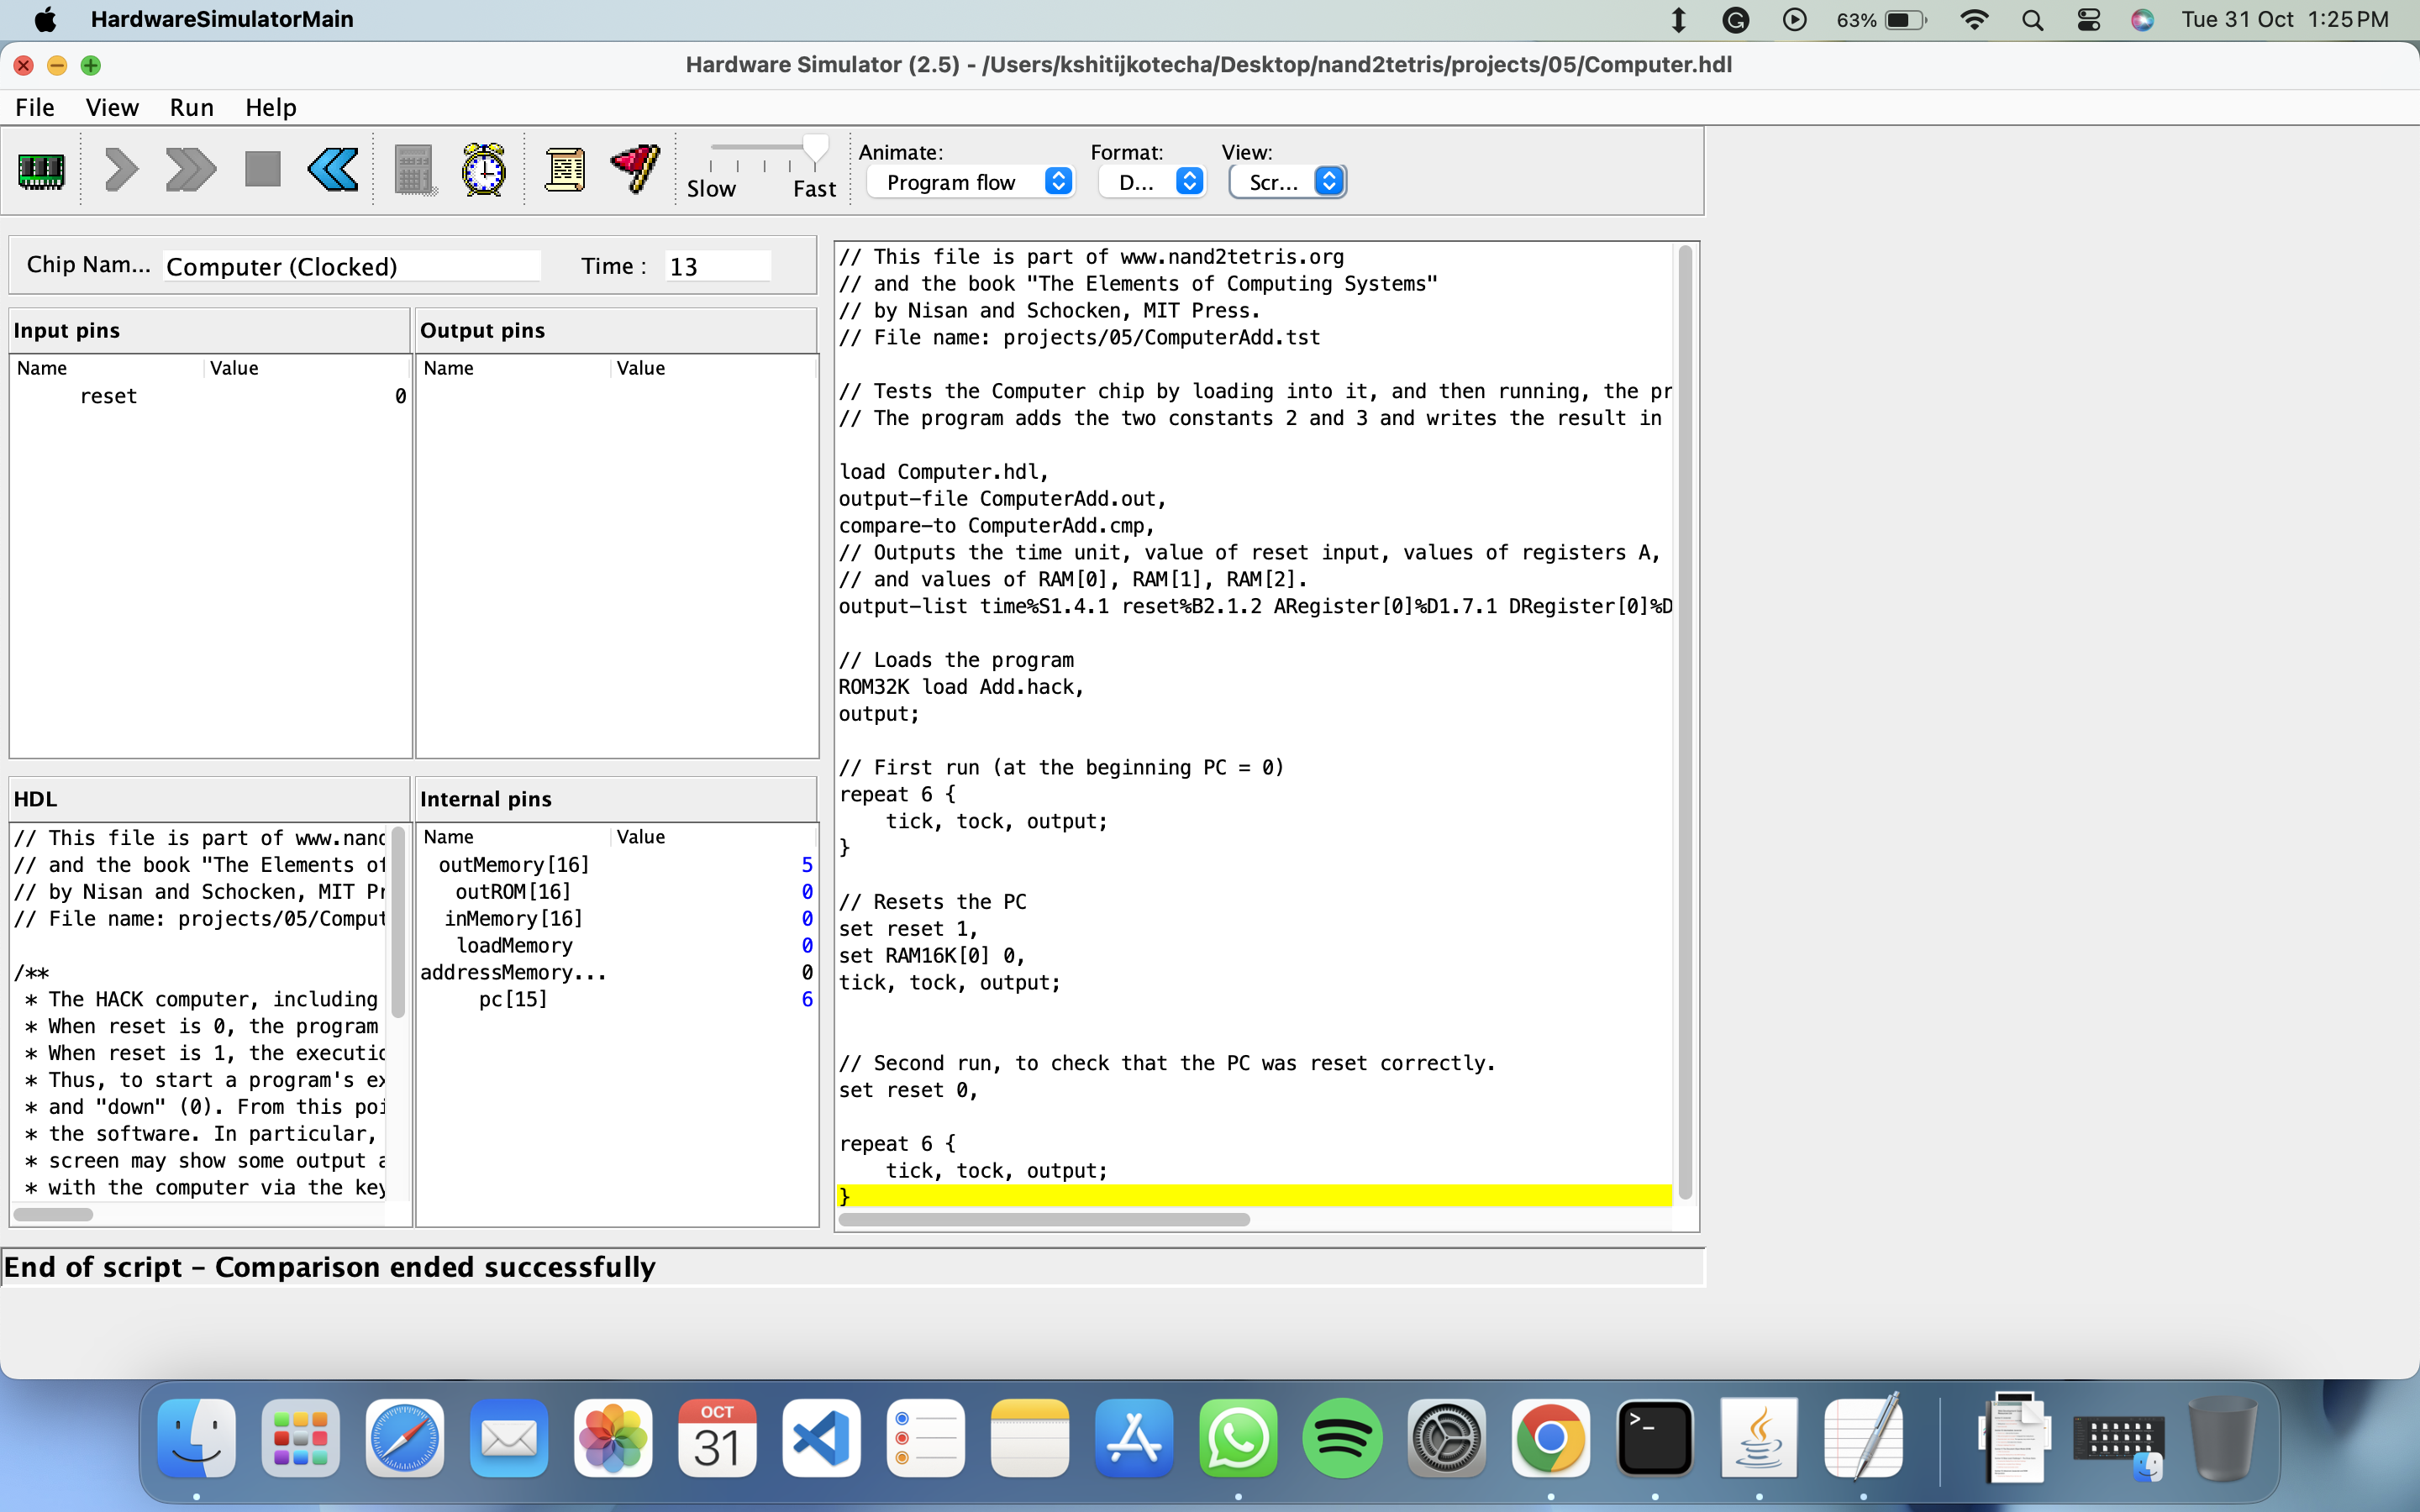 HardwareSimulatorMain
63%
Tue 31 Oct 1:25 PM
Hardware Simulator (2.5) - /Users/kshitijkotecha/Desktop/nand2tetris/projects/05/Computer.hdl
File View Run Help
Slow Fast
Animate:
Program flow
Format:
D...
View:
Scr...
Chip Nam... Computer (Clocked) Time : 13
Input pins
Name Value
reset 0
Output pins
Name Value
HDL
// This file is part of www.nand
// and the book "The Elements of
// by Nisan and Schocken, MIT Pr
// File name: projects/05/Comput
/**
* The HACK computer, including
* When reset is 0, the program
* When reset is 1, the executio
* Thus, to start a program's ex
* and "down" (0). From this poi
* the software. In particular,
* screen may show some output a
* with the computer via the key
Internal pins
Name Value
outMemory[16] 5
outROM[16] 0
inMemory[16] 0
loadMemory 0
addressMemory... 0
pc[15] 6
// This file is part of www.nand2tetris.org
// and the book "The Elements of Computing Systems"
// by Nisan and Schocken, MIT Press.
// File name: projects/05/ComputerAdd.tst
// Tests the Computer chip by loading into it, and then running, the pr
// The program adds the two constants 2 and 3 and writes the result in
load Computer.hdl,
output-file ComputerAdd.out,
compare-to ComputerAdd.cmp,
// Outputs the time unit, value of reset input, values of registers A,
// and values of RAM[0], RAM[1], RAM[2].
output-list time%S1.4.1 reset%B2.1.2 ARegister[0]%D1.7.1 DRegister[0]%D
// Loads the program
ROM32K load Add.hack,
output;
// First run (at the beginning PC = 0)
repeat 6 {
tick, tock, output;
}
// Resets the PC
set reset 1,
set RAM16K[0] 0,
tick, tock, output;
// Second run, to check that the PC was reset correctly.
set reset 0,
repeat 6 {
tick, tock, output;
}
End of script - Comparison ended successfully
OCT
31